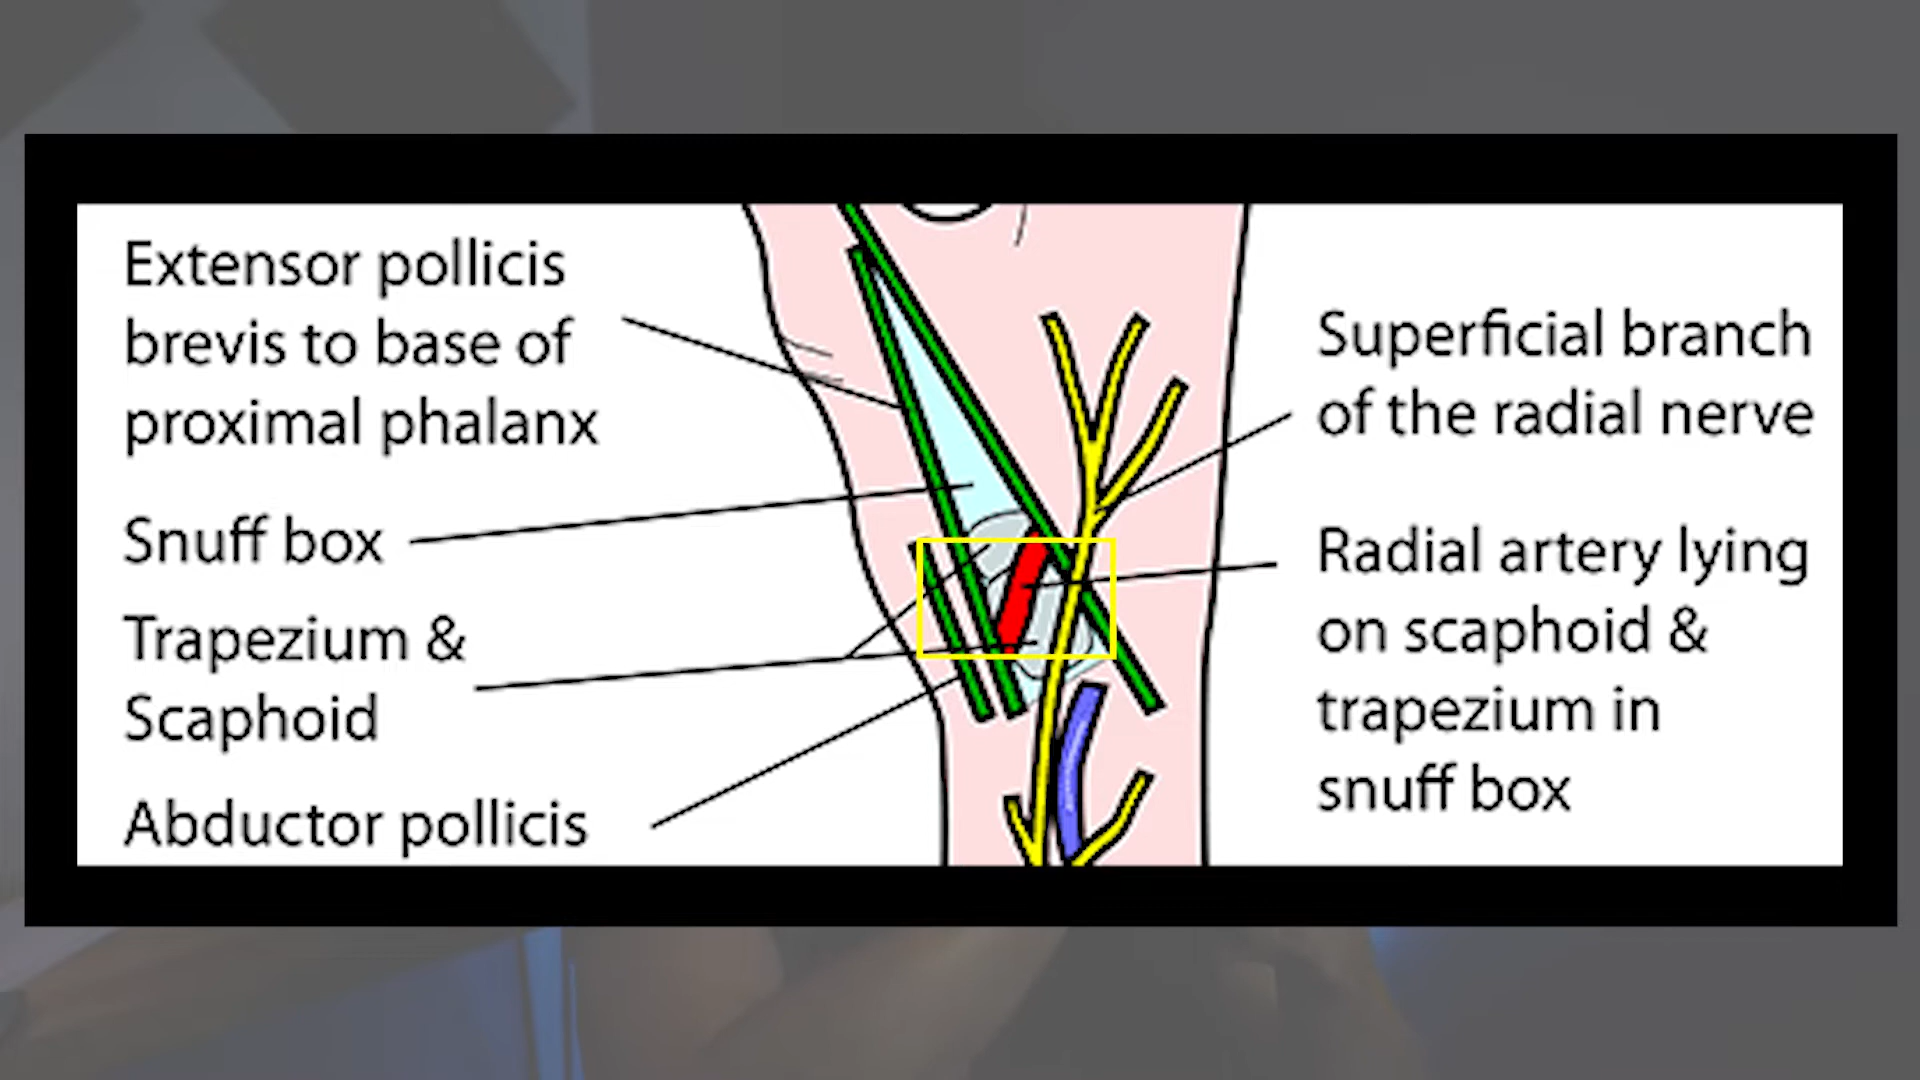 Extensor pollicis
brevis to base of
proximal phalanx
Snuff box
Trapezium &
Scaphoid
Abductor pollicis
Superficial branch
of the radial nerve
Radial artery lying
on scaphoid &
trapezium in
snuff box